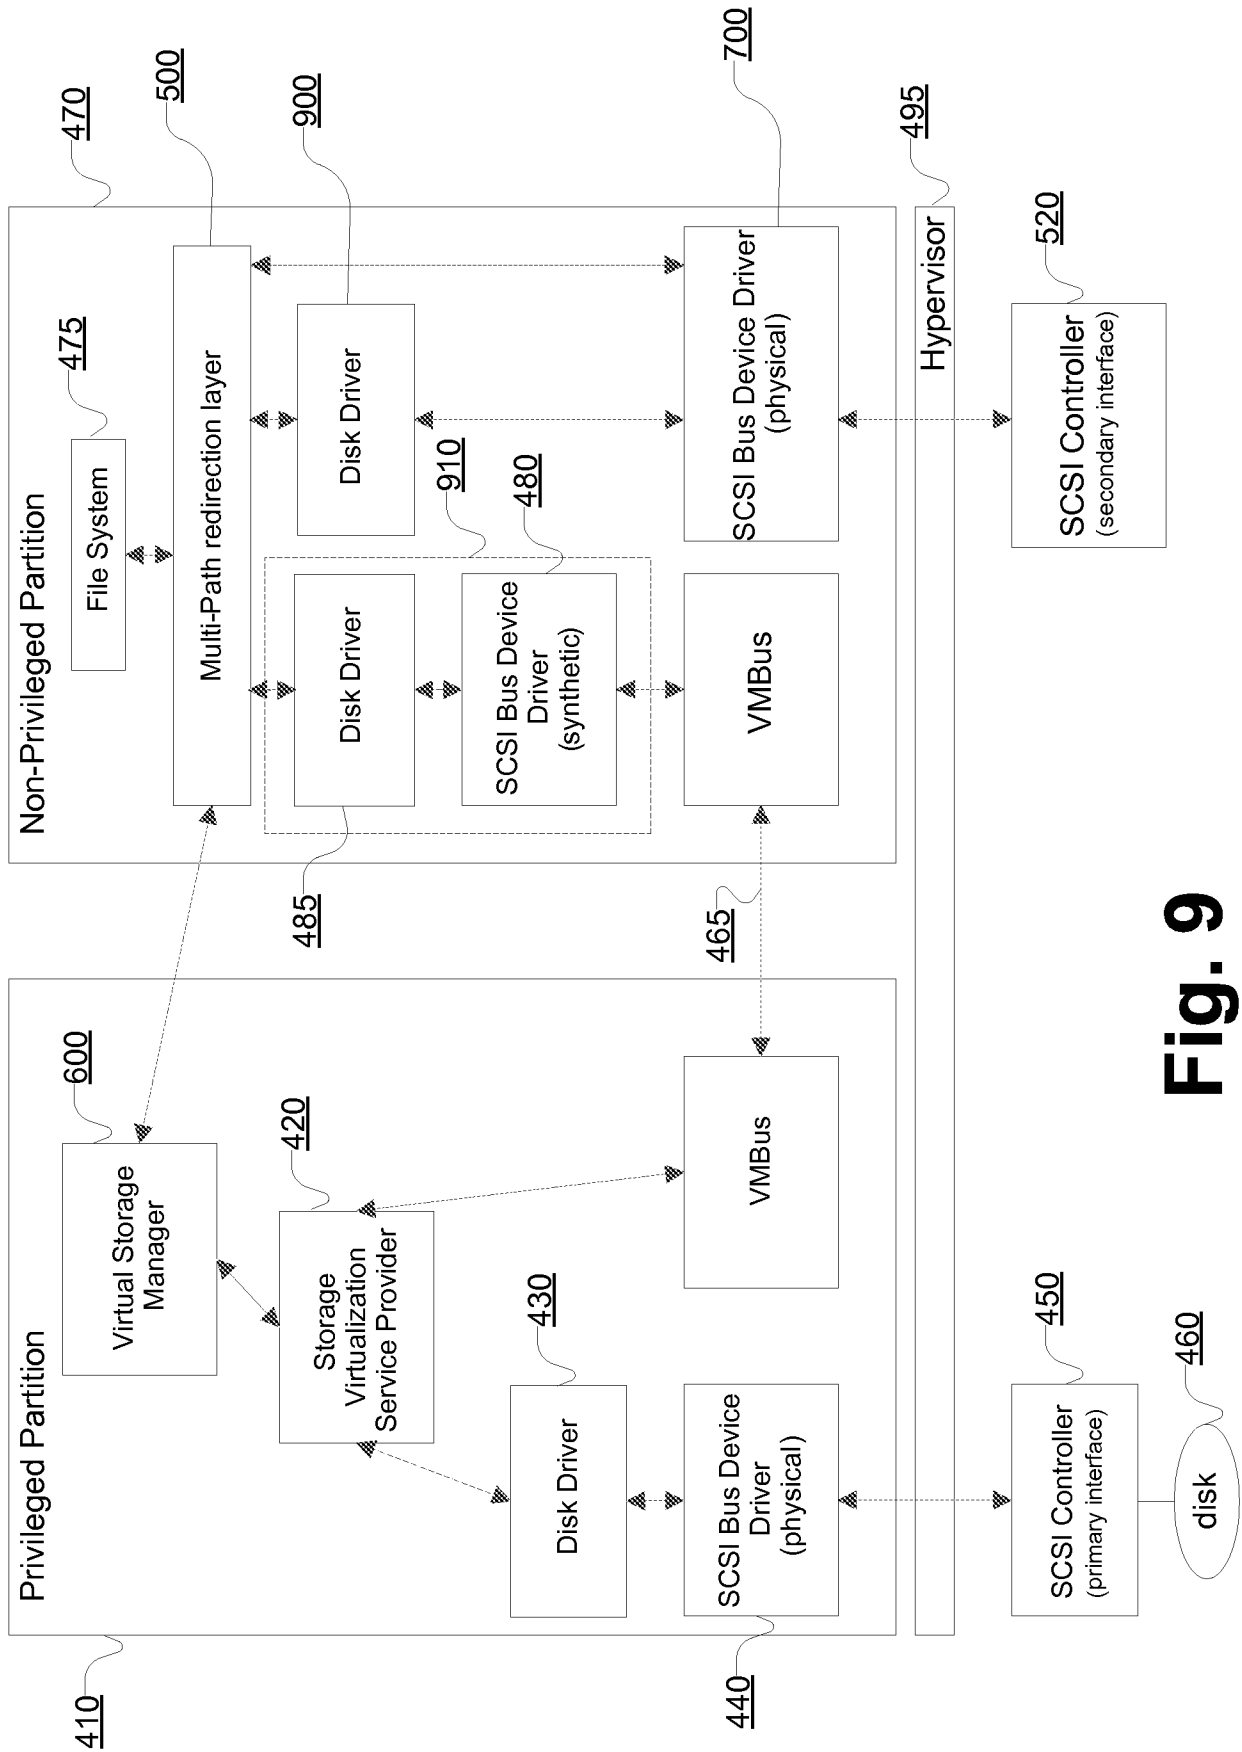 410
Privileged Partition
Virtual Storage
Manager
600
Storage
Virtualization
Service Provider
420
Disk Driver
430
SCSI Bus Device
Driver
(physical)
440
VMBus
465
Non-Privileged Partition
470
File System
475
Multi-Path redirection layer
500
Disk Driver
485
Disk Driver
900
910
SCSI Bus Device
Driver
(synthetic)
480
VMBus
SCSI Bus Device Driver
(physical)
700
Hypervisor
495
SCSI Controller
(primary interface)
450
disk
460
SCSI Controller
(secondary interface)
520
Fig. 9